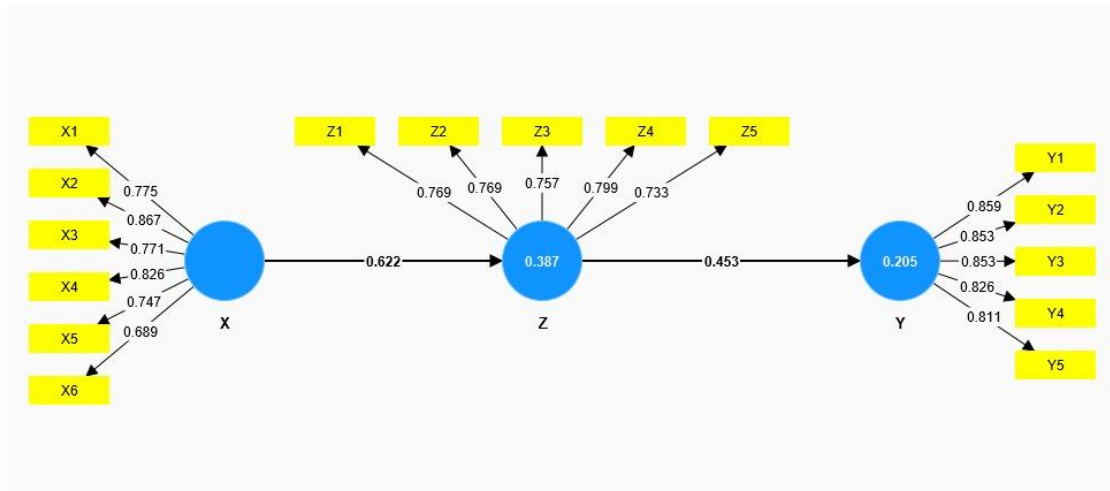 X1
X2
X3
X4
X5
X6
0.775
0.867
0.771
0.826
0.747
0.689
X
0.622
Z1
Z2
Z3
Z4
Z5
0.769
0.769
0.757
0.799
0.733
0.387
Z
0.453
0.205
Y
0.859
0.853
0.853
0.826
0.811
Y1
Y2
Y3
Y4
Y5